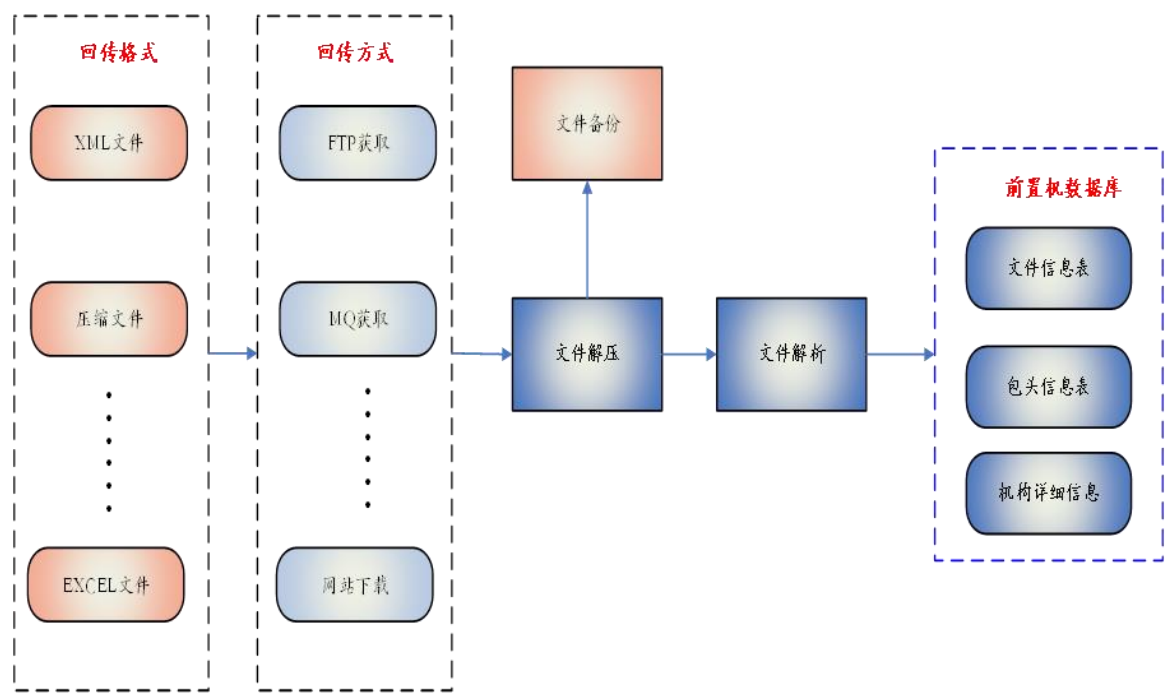 回传格式
XML文件
压缩文件
EXCEL文件
回传方式
FTP获取
MQ获取
网站下载
文件备份
文件解压
文件解析
前置机数据库
文件信息表
包头信息表
机构详细信息